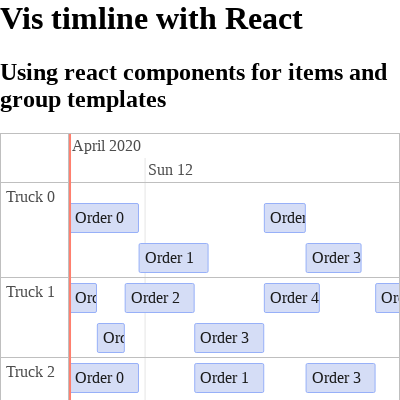 Vis timline with React
Using react components for items and
group templates
April 2020
Sun 12
Truck 0
Order 0
Order
Order 1
Order 3
Truck 1
Ord
Order 2
Order 4
Or
Ord
Order 3
Truck 2
Order 0
Order 1
Order 3